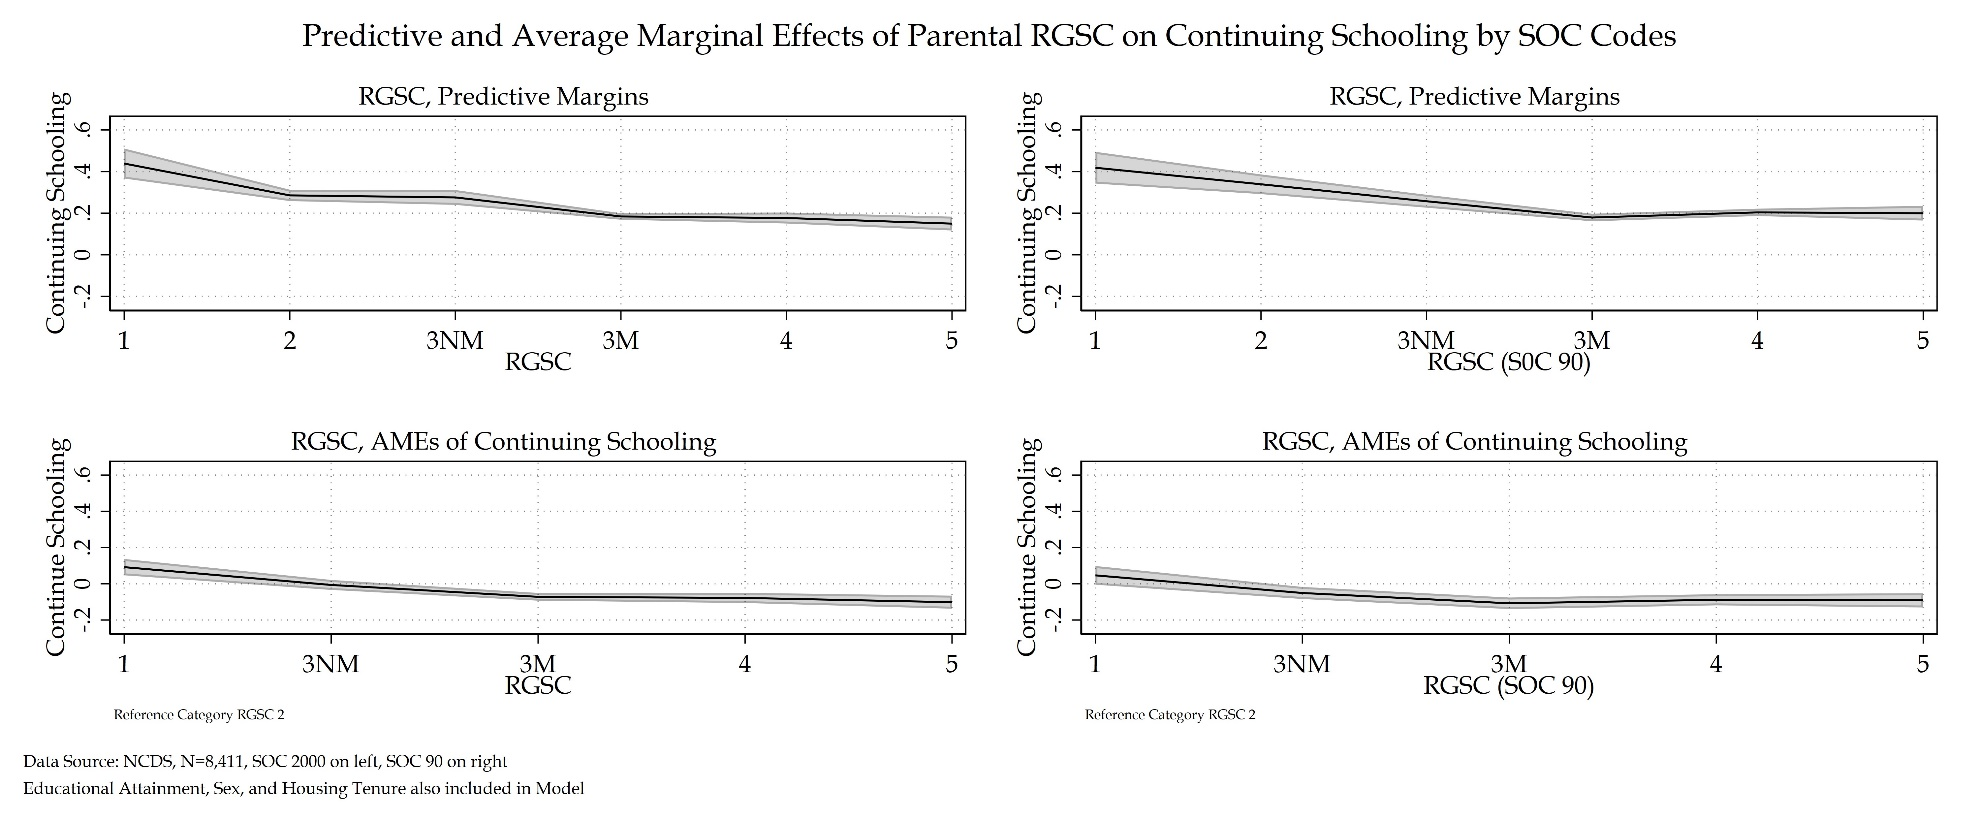 Predictive and Average Marginal Effects of Parental RGSC on Continuing Schooling by SOC Codes
RGSC, Predictive Margins
Continuing Schooling
.6
.4
.2
0
-.2
1 2 3NM 3M 4 5
RGSC
RGSC, Predictive Margins
Continuing Schooling
.6
.4
.2
0
-.2
1 2 3NM 3M 4 5
RGSC (S0C 90)
RGSC, AMEs of Continuing Schooling
Continue Schooling
.6
.4
.2
0
-.2
1 3NM 3M 4 5
RGSC
Reference Category RGSC 2
RGSC, AMEs of Continuing Schooling
Continue Schooling
.6
.4
.2
0
-.2
1 3NM 3M 4 5
RGSC (SOC 90)
Reference Category RGSC 2
Data Source: NCDS, N=8,411, SOC 2000 on left, SOC 90 on right
Educational Attainment, Sex, and Housing Tenure also included in Model